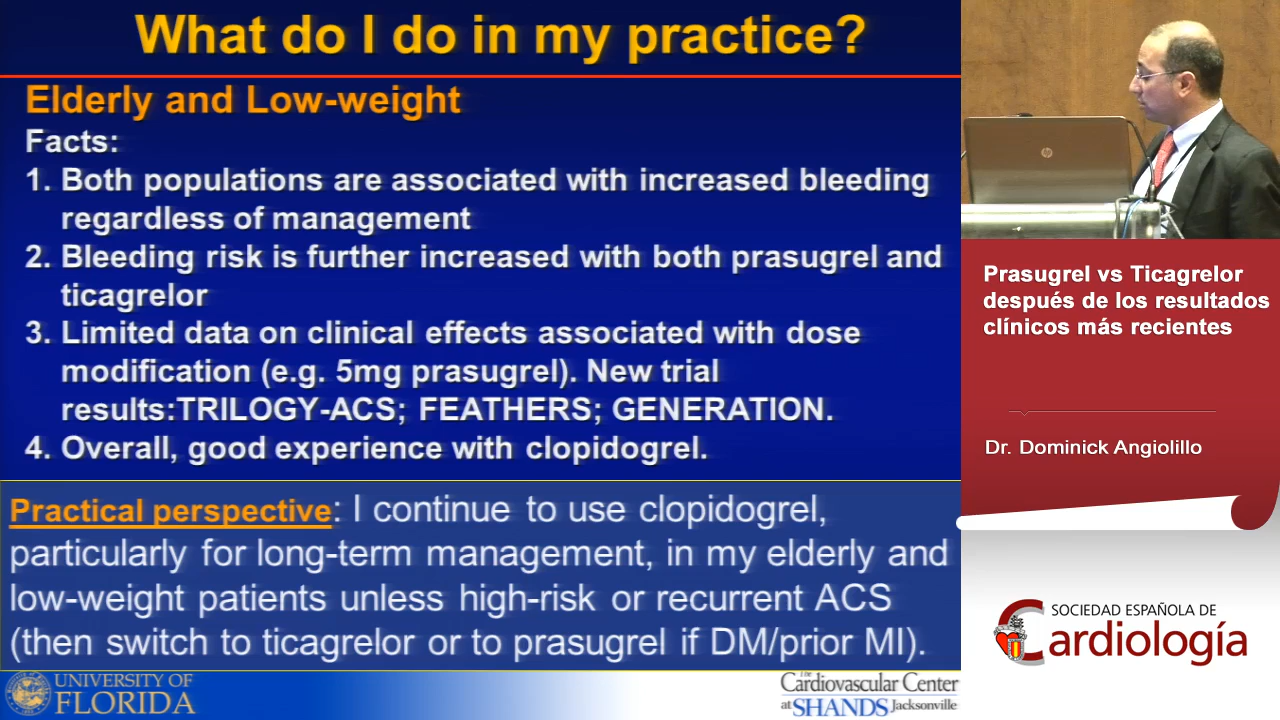 What do I do in my practice?
Elderly and Low-weight
Facts:
1. Both populations are associated with increased bleeding
regardless of management
2. Bleeding risk is further increased with both prasugrel and
ticagrelor
3. Limited data on clinical effects associated with dose
modification (e.g. 5mg prasugrel). New trial
results:TRILOGY-ACS; FEATHERS; GENERATION.
4. Overall, good experience with clopidogrel.
Practical perspective: I continue to use clopidogrel,
particularly for long-term management, in my elderly and
low-weight patients unless high-risk or recurrent ACS
(then switch to ticagrelor or to prasugrel if DM/prior MI).
UNIVERSITY OF
FLORIDA
The
Cardiovascular Center
at SHANDS Jacksonville
hp
Prasugrel vs Ticagrelor
después de los resultados
clínicos más recientes
Dr. Dominick Angiolillo
SOCIEDAD ESPAÑOLA DE
Cardiología